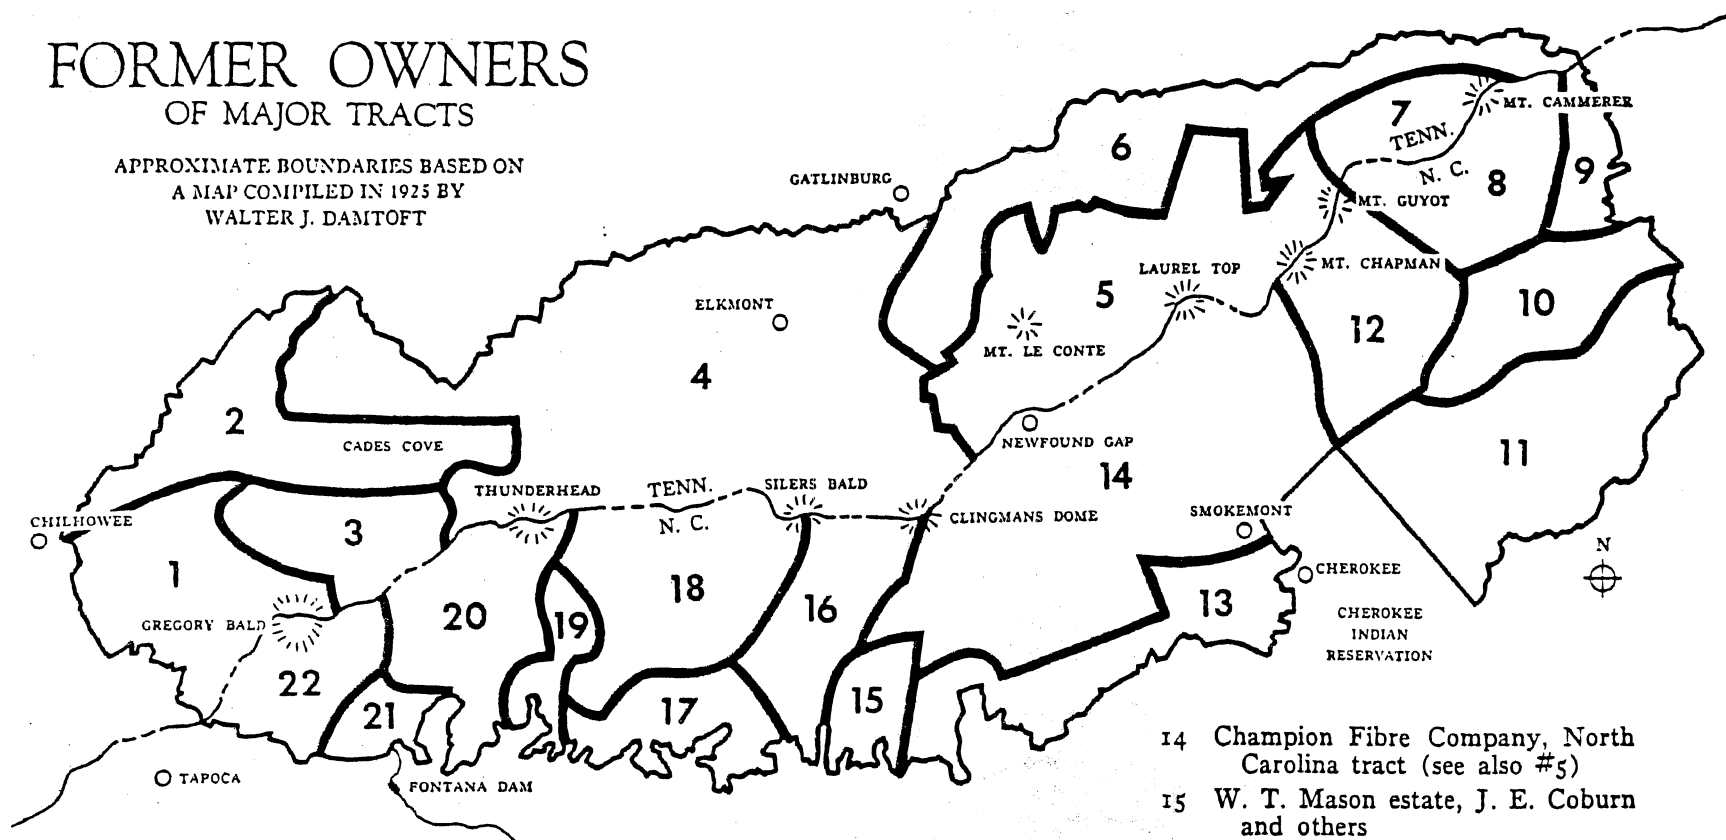 FORMER OWNERS
OF MAJOR TRACTS
APPROXIMATE BOUNDARIES BASED ON
A MAP COMPILED IN 1925 BY
WALTER J. DAMTOFT
7
MT. CAMMERER
TENN.
N. C.
6
8
9
GATLINBURG
MT. GUYOT
LAUREL TOP
MT. CHAPMAN
5
10
ELKMONT
12
MT. LE CONTE
4
2
CADES COVE
NEWFOUND GAP
11
14
THUNDERHEAD
TENN.
N. C.
SILERS BALD
CLINGMANS DOME
SMOKEMONT
CHILHOWEE
3
N
1
18
CHEROKEE
13
16
20
19
GREGORY BALD
CHEROKEE
INDIAN
RESERVATION
22
15
21
17
TAPOCA
FONTANA DAM
14 Champion Fibre Company, North
Carolina tract (see also #5)
15 W. T. Mason estate, J. E. Coburn
and others